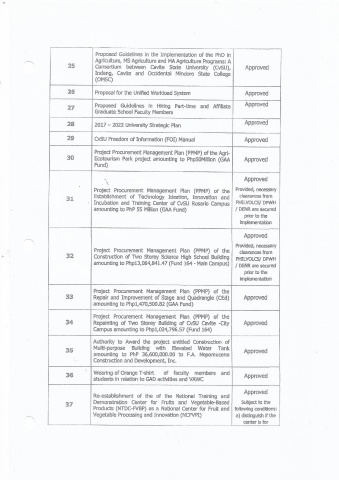 25
Proposed Guidelines in the Implementation of the PhD in
Agriculture, MS Agriculture and MA Agriculture Programs: A
Consortium between Cavite State University (CvSU),
Indang, Cavite and Occidental Mindoro State College
(OMSC)
Approved
26
Proposal for the Unified Workload System
Approved
27
Proposed Guidelines in Hiring Part-time and Affiliate
Graduate School Faculty Members
Approved
28
2017 – 2022 University Strategic Plan
Approved
29
CvSU Freedom of Information (FOI) Manual
Approved
30
Project Procurement Management Plan (PPMP) of the Agri-
Ecotourism Park project amounting to Php50Million (GAA
Fund)
Approved
31
Project Procurement Management Plan (PPMP) of the
Establishment of Technology Ideation, Innovation and
Incubation and Training Center of CvSU Rosario Campus
amounting to PhP 55 Million (GAA Fund)
Approved
Provided, necessary
clearances from
PHILVOLCS/ DPWH
/ DENR are secured
prior to the
implementation
32
Project Procurement Management Plan (PPMP) of the
Construction of Two Storey Science High School Building
amounting to Php13,094,841.47 (Fund 164 - Main Campus)
Approved
Provided, necessary
clearances from
PHILVOLCS/ DPWH
/ DENR are secured
prior to the
implementation
33
Project Procurement Management Plan (PPMP) of the
Repair and Improvement of Stage and Quadrangle (CEd)
amounting to Php1,470,500.82 (GAA Fund)
Approved
34
Project Procurement Management Plan (PPMP) of the
Repainting of Two Storey Building of CvSU Cavite -City
Campus amounting to Php1,034,796.57 (Fund 164)
Approved
35
Authority to Award the project entitled Construction of
Multi-purpose Building with Elevated Water Tank
amounting to PhP 36,600,000.00 to F.A. Nepomuceno
Construction and Development, Inc.
Approved
36
Wearing of Orange T-shirt of faculty members and
students in relation to GAD activities and VAWC
Approved
37
Re-establishment of the of the National Training and
Demonstration Center for Fruits and Vegetable-Based
Products (NTDC-FVBP) as a National Center for Fruit and
Vegetable Processing and Innovation (NCFVPI)
Approved
Subject to the
following conditions:
a) distinguish if the
center is for